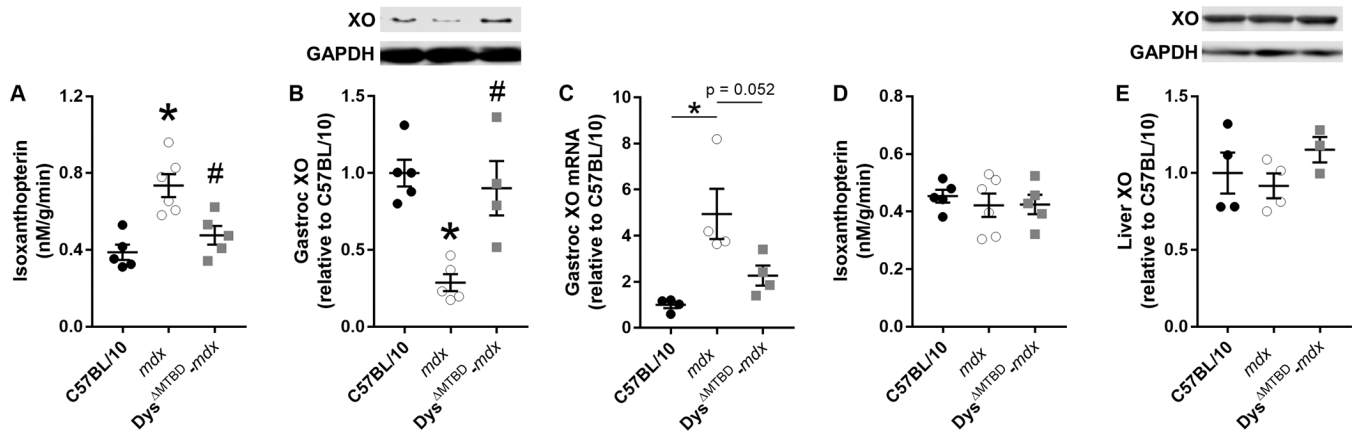 XO
GAPDH
A
Isoxanthopterin
(nM/g/min)
1.2
0.8
0.4
0.0
*
#
C57BL/10
mdx
Dys^ΔMTBD-mdx
B
Gastroc XO
(relative to C57BL/10)
1.5
1.0
0.5
0.0
*
#
C57BL/10
mdx
Dys^ΔMTBD-mdx
C
Gastroc XO mRNA
(relative to C57BL/10)
10
8
6
4
2
0
*
p = 0.052
C57BL/10
mdx
Dys^ΔMTBD-mdx
D
Isoxanthopterin
(nM/g/min)
0.8
0.6
0.4
0.2
0.0
C57BL/10
mdx
Dys^ΔMTBD-mdx
XO
GAPDH
E
Liver XO
(relative to C57BL/10)
1.5
1.0
0.5
0.0
C57BL/10
mdx
Dys^ΔMTBD-mdx